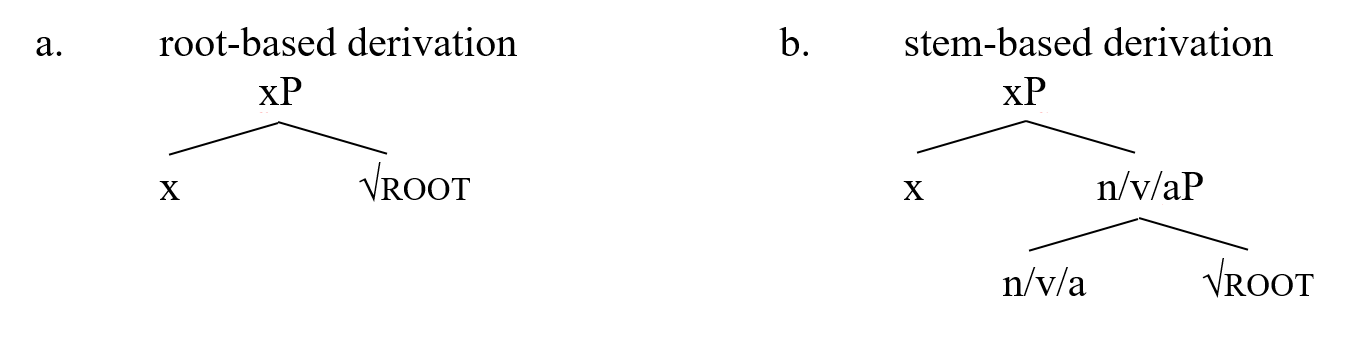 a. root-based derivation b. stem-based derivation
xP xP
x √ROOT x n/v/aP
n/v/a √ROOT